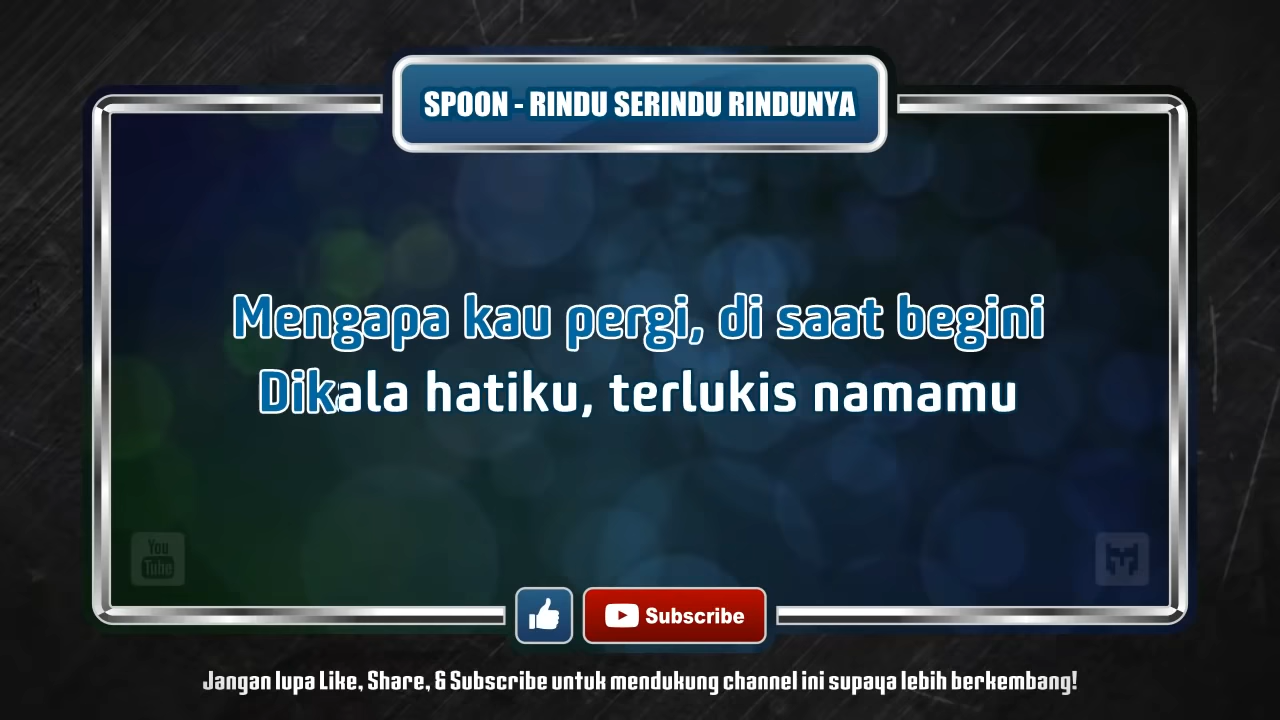 SPOON - RINDU SERINDU RINDUNYA
Mengapa kau pergi, di saat begini
Dikala hatiku, terlukis namamu
You
Tube
Subscribe
Jangan lupa Like, Share, & Subscribe untuk mendukung channel ini supaya lebih berkembang!